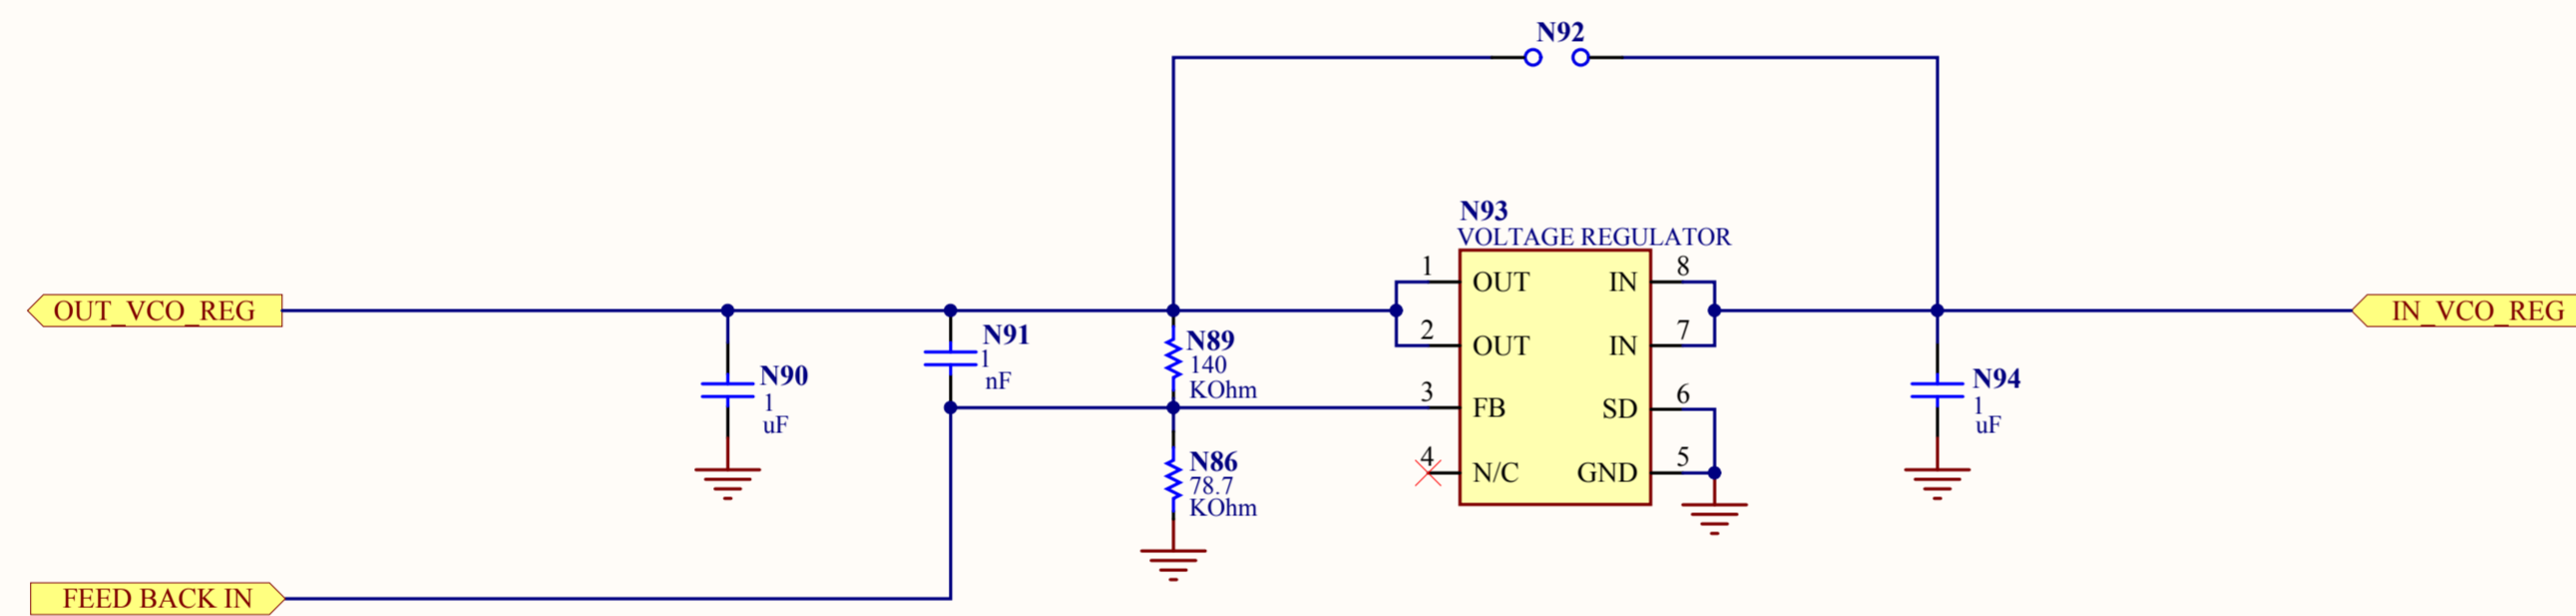 N92
N93
VOLTAGE REGULATOR
1 OUT IN 8
OUT_VCO_REG
IN_VCO_REG
2 OUT IN 7
N91
1
nF
N89
140
KOhm
N90
1
uF
N94
1
uF
3 FB SD 6
4 N/C GND 5
N86
78.7
KOhm
FEED BACK IN